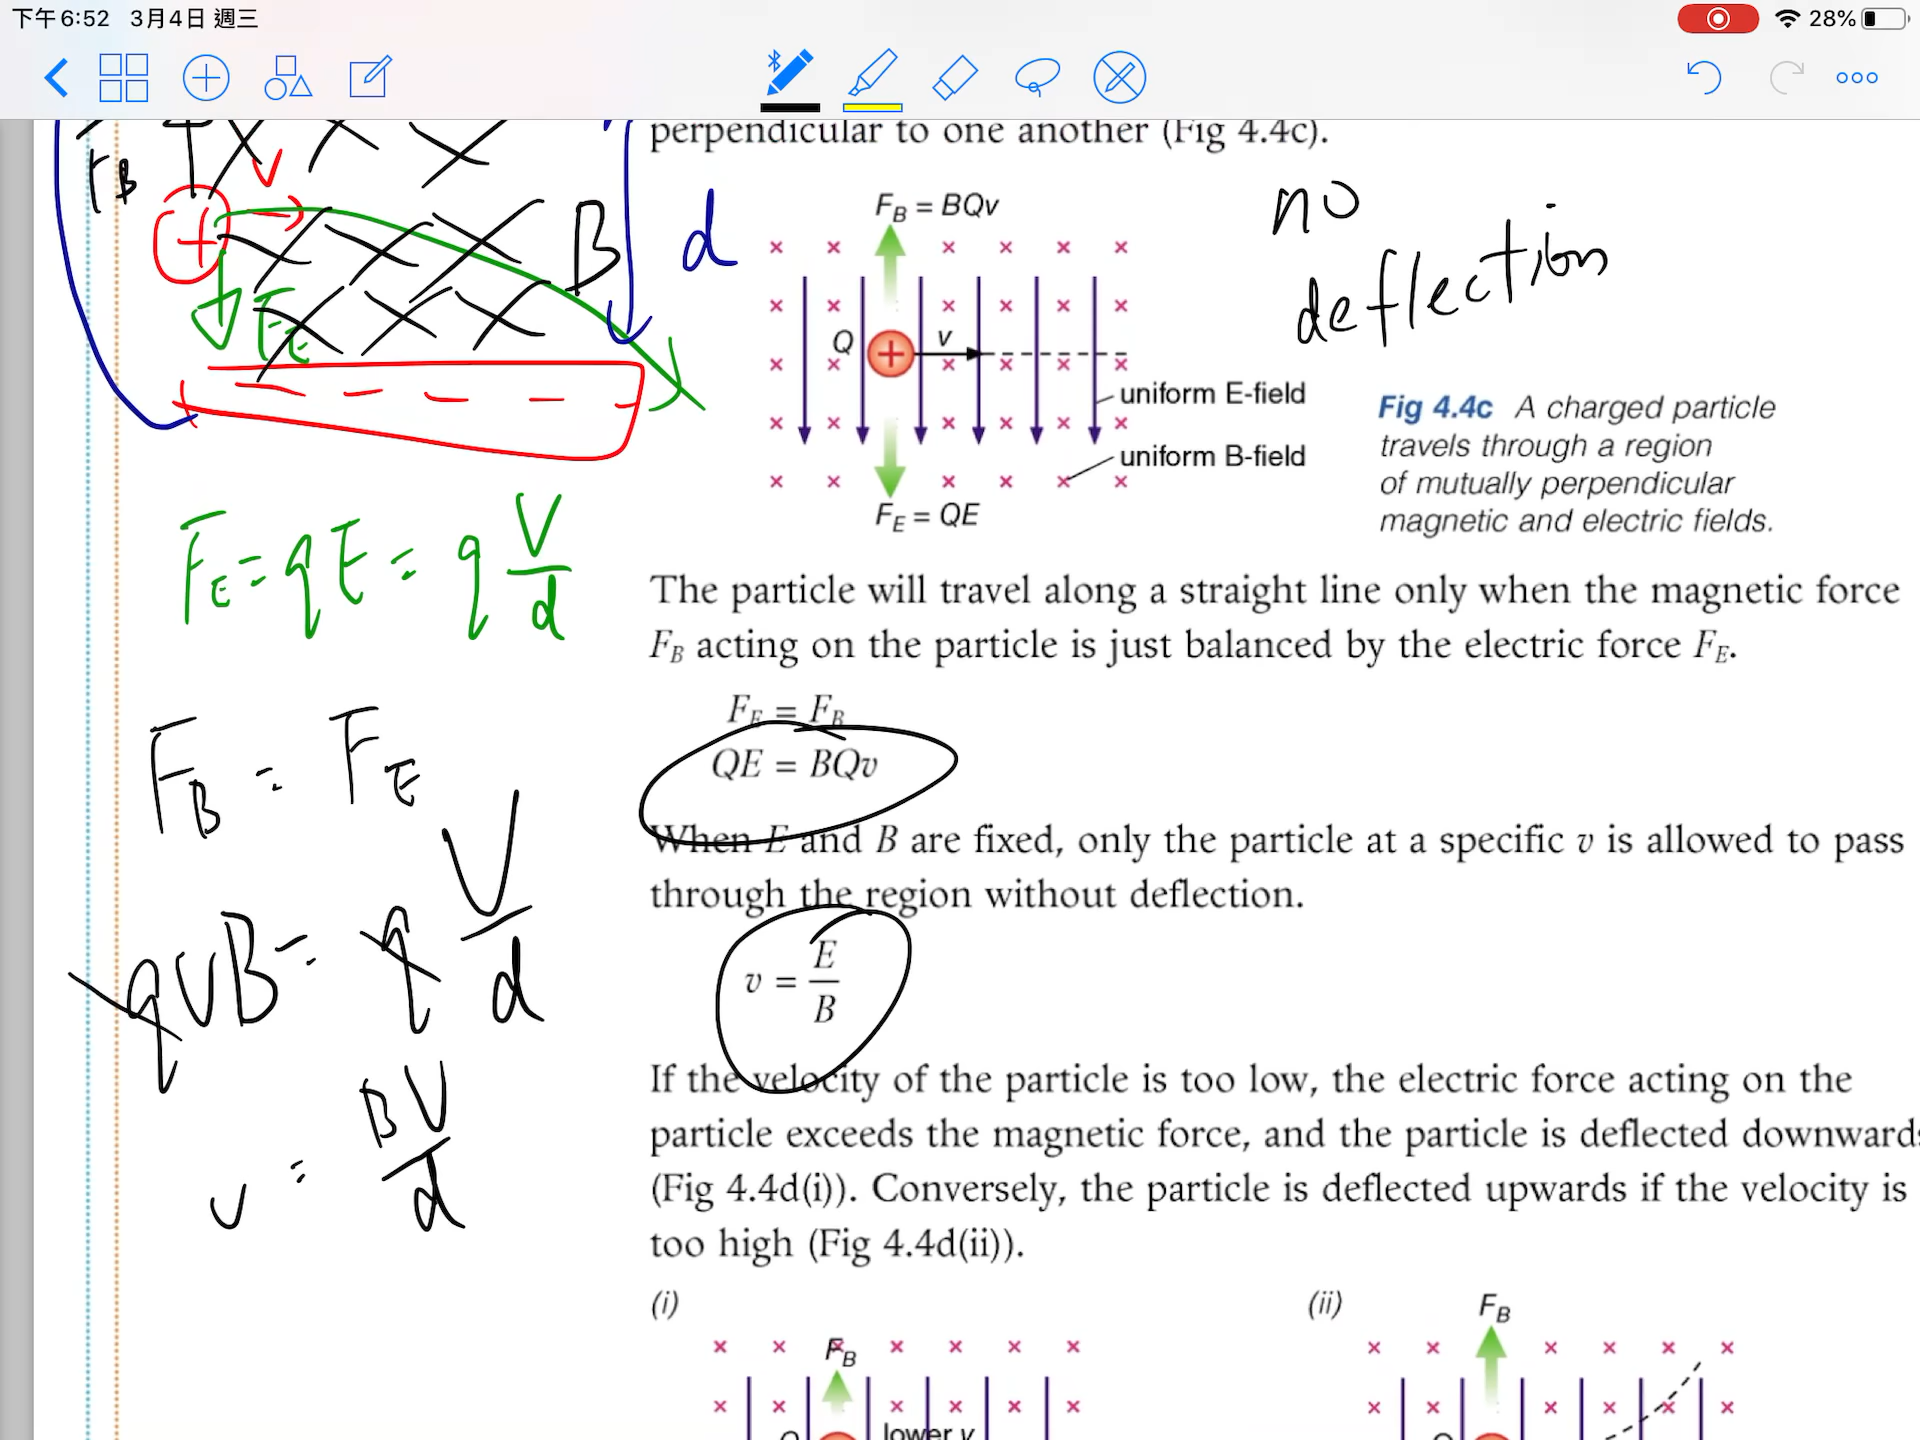 下午6:52 3月4日 週三
28%
perpendicular to one another (Fig 4.4c).
F_B
v
B
d
F_E
F_E = qE = q V/d
F_B = F_E
qvB = q V/d
v = BV/d
no
deflection
F_B = BQv
Q
+
v
uniform E-field
uniform B-field
F_E = QE
Fig 4.4c A charged particle
travels through a region
of mutually perpendicular
magnetic and electric fields.
The particle will travel along a straight line only when the magnetic force
F_B acting on the particle is just balanced by the electric force F_E.
F_E = F_B
QE = BQv
When E and B are fixed, only the particle at a specific v is allowed to pass
through the region without deflection.
v = E/B
If the velocity of the particle is too low, the electric force acting on the
particle exceeds the magnetic force, and the particle is deflected downwards
(Fig 4.4d(i)). Conversely, the particle is deflected upwards if the velocity is
too high (Fig 4.4d(ii)).
(i)
F_B
lower v
(ii)
F_B